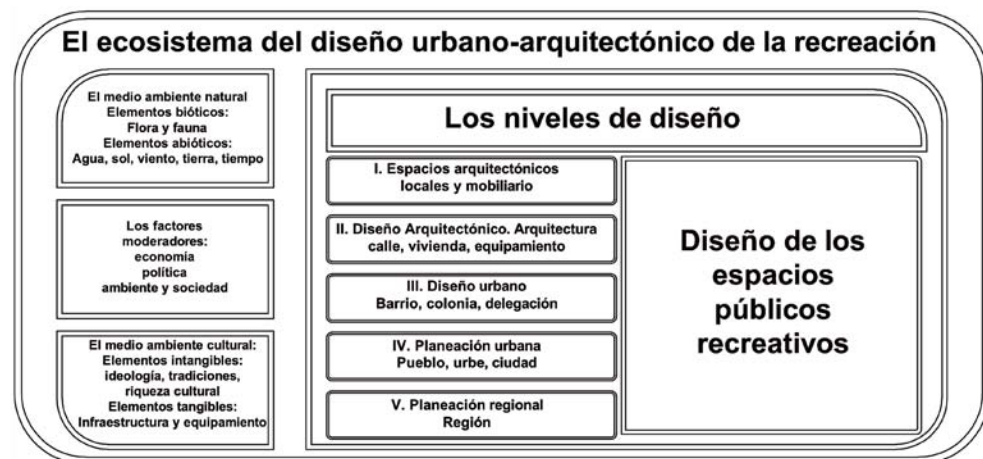 El ecosistema del diseño urbano-arquitectónico de la recreación
El medio ambiente natural
Elementos bióticos:
Flora y fauna
Elementos abióticos:
Agua, sol, viento, tierra, tiempo
Los factores
moderadores:
economía
política
ambiente y sociedad
El medio ambiente cultural:
Elementos intangibles:
ideología, tradiciones,
riqueza cultural
Elementos tangibles:
Infraestructura y equipamiento
Los niveles de diseño
I. Espacios arquitectónicos
locales y mobiliario
II. Diseño Arquitectónico. Arquitectura
calle, vivienda, equipamiento
III. Diseño urbano
Barrio, colonia, delegación
IV. Planeación urbana
Pueblo, urbe, ciudad
V. Planeación regional
Región
Diseño de los
espacios
públicos
recreativos